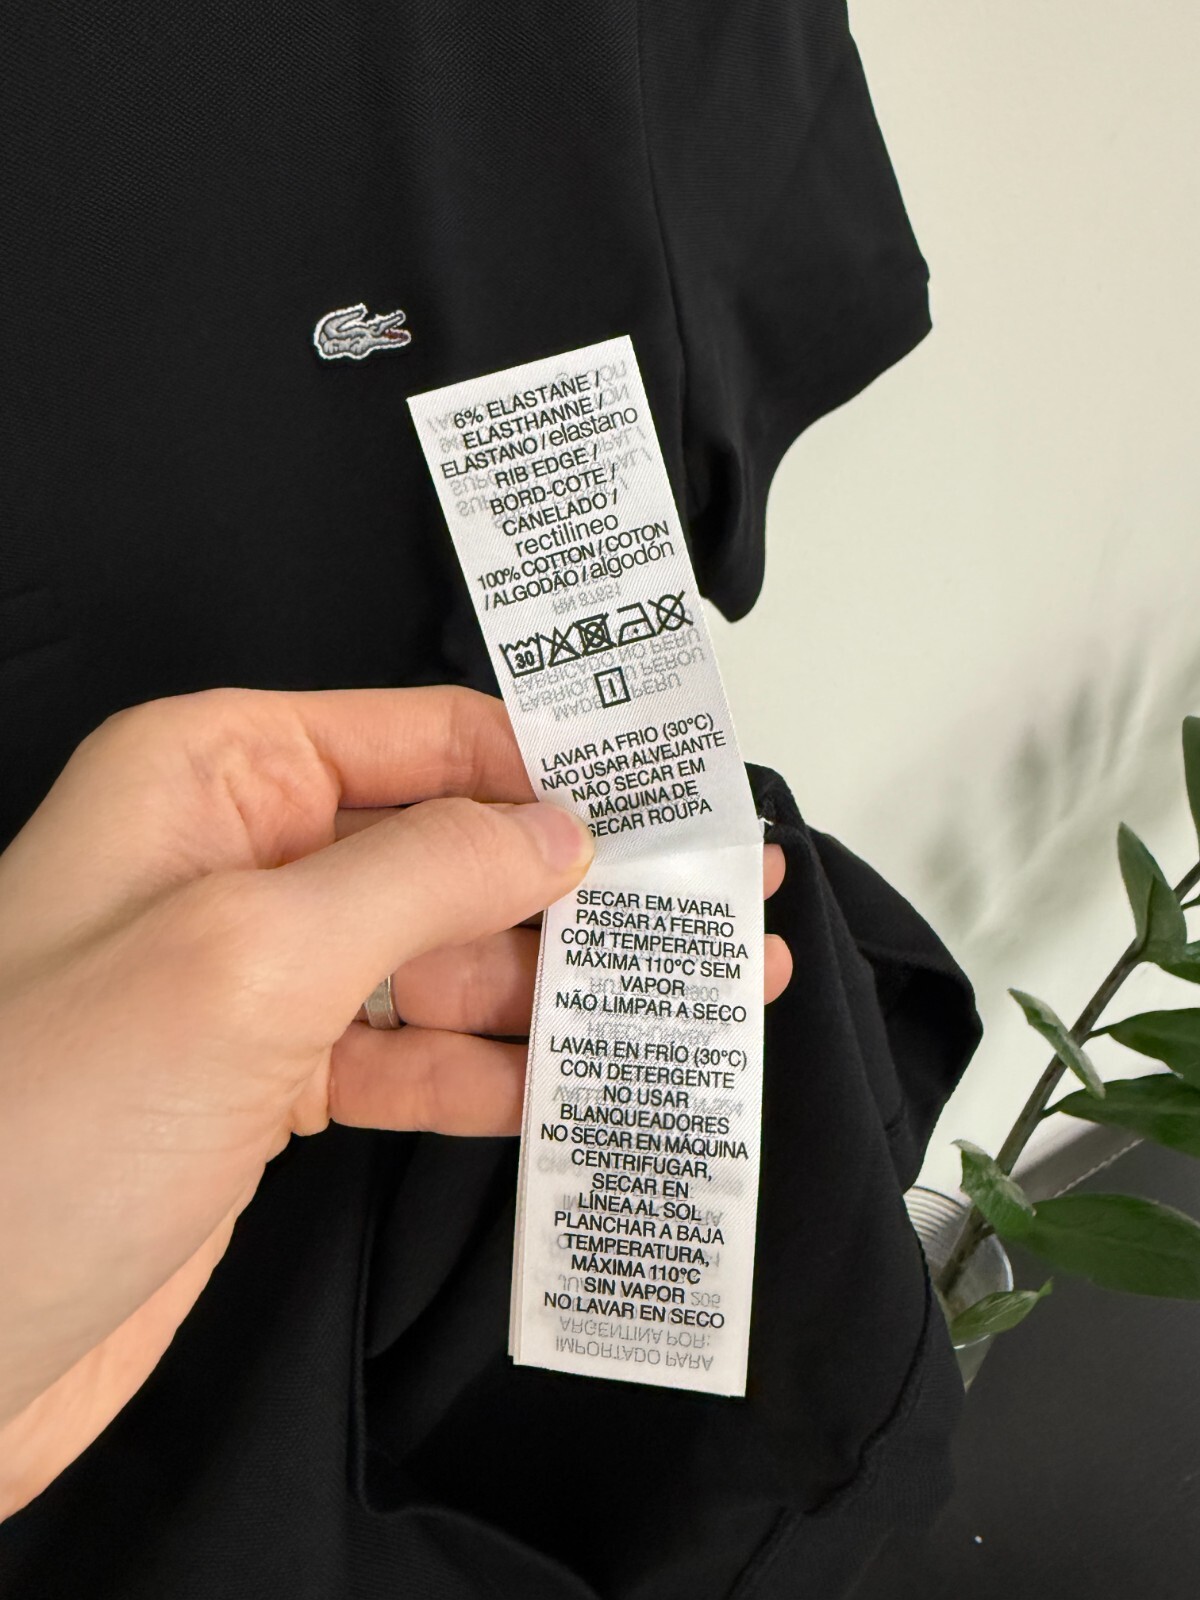 6% ELASTANE /
ELASTHANNE /
ELASTANO / elastano
RIB EDGE /
BORD-COTE /
CANELADO /
rectilineo
100% COTTON / COTON
/ ALGODÃO / algodón
30
I
LAVAR A FRIO (30°C)
NÃO USAR ALVEJANTE
NÃO SECAR EM
MÁQUINA DE
SECAR ROUPA
SECAR EM VARAL
PASSAR A FERRO
COM TEMPERATURA
MÁXIMA 110°C SEM
VAPOR
NÃO LIMPAR A SECO
LAVAR EN FRÍO (30°C)
CON DETERGENTE
NO USAR
BLANQUEADORES
NO SECAR EN MÁQUINA
CENTRIFUGAR,
SECAR EN
LÍNEA AL SOL
PLANCHAR A BAJA
TEMPERATURA,
MÁXIMA 110°C
SIN VAPOR
NO LAVAR EN SECO